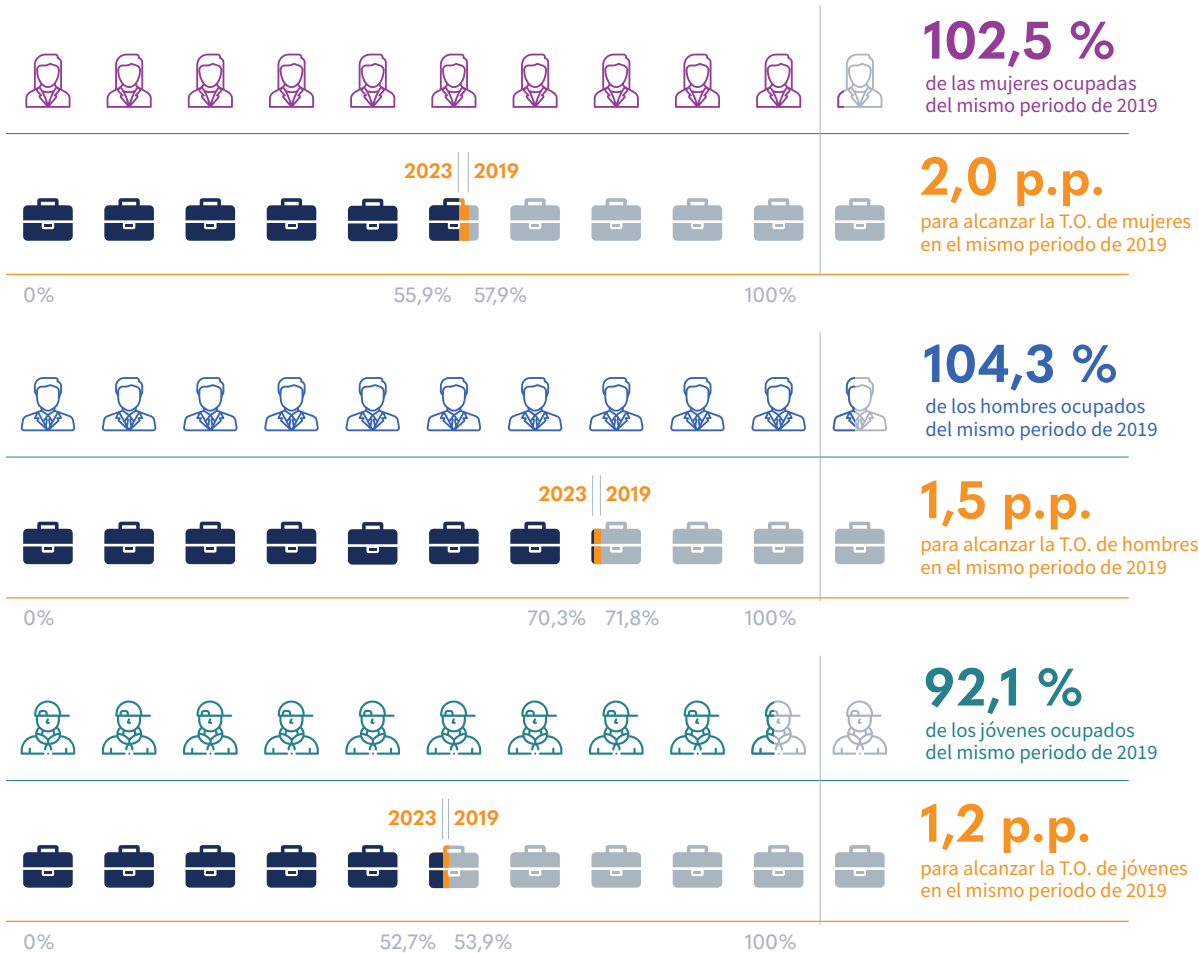 102,5 %
de las mujeres ocupadas
del mismo periodo de 2019
2023 2019
2,0 p.p.
para alcanzar la T.O. de mujeres
en el mismo periodo de 2019
0% 55,9% 57,9% 100%
104,3 %
de los hombres ocupados
del mismo periodo de 2019
2023 2019
1,5 p.p.
para alcanzar la T.O. de hombres
en el mismo periodo de 2019
0% 70,3% 71,8% 100%
92,1 %
de los jóvenes ocupados
del mismo periodo de 2019
2023 2019
1,2 p.p.
para alcanzar la T.O. de jóvenes
en el mismo periodo de 2019
0% 52,7% 53,9% 100%